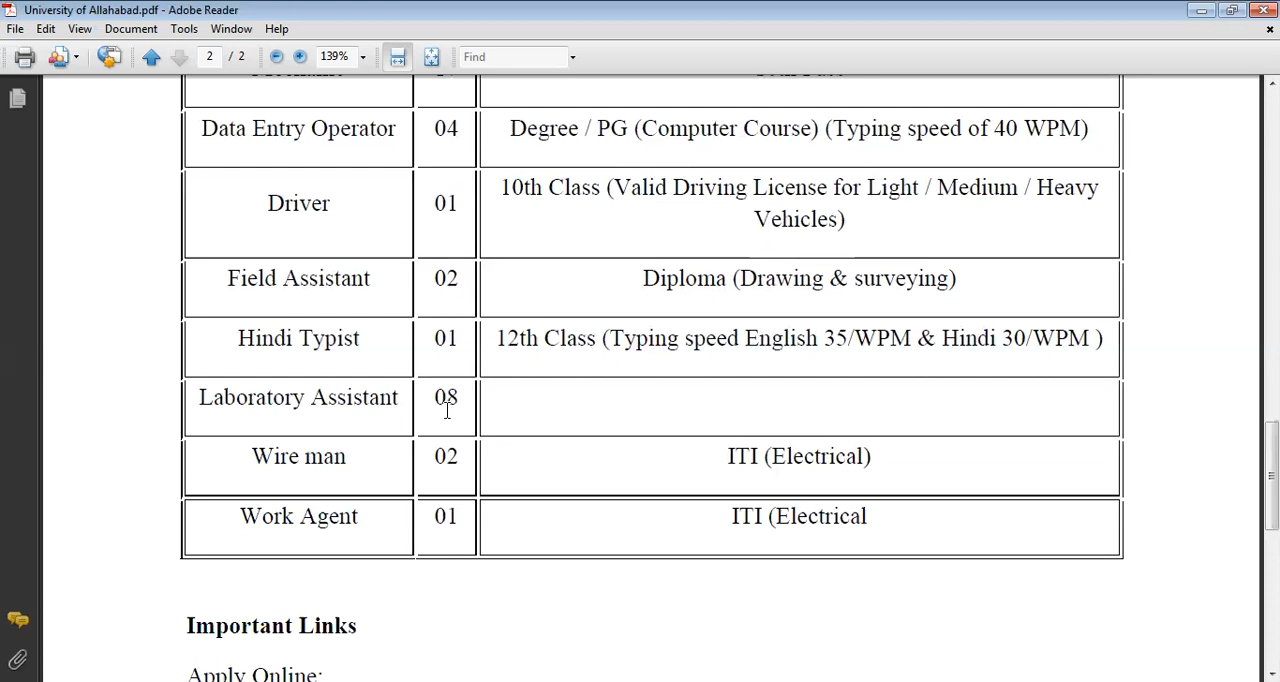 University of Allahabad.pdf - Adobe Reader
File Edit View Document Tools Window Help
2 / 2 139% Find
Data Entry Operator 04 Degree / PG (Computer Course) (Typing speed of 40 WPM)
Driver 01 10th Class (Valid Driving License for Light / Medium / Heavy
Vehicles)
Field Assistant 02 Diploma (Drawing & surveying)
Hindi Typist 01 12th Class (Typing speed English 35/WPM & Hindi 30/WPM )
Laboratory Assistant 08
Wire man 02 ITI (Electrical)
Work Agent 01 ITI (Electrical
Important Links
Apply Online: